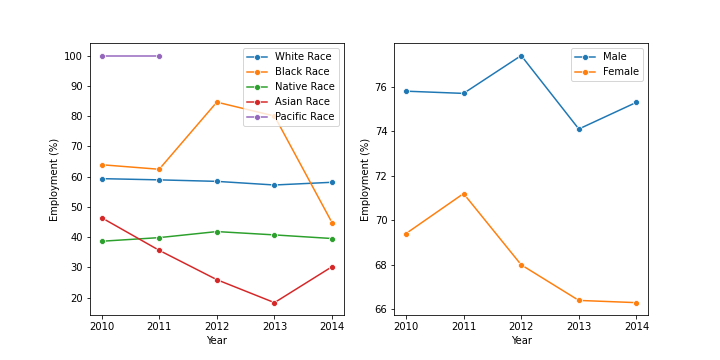 White Race
Black Race
Native Race
Asian Race
Pacific Race
Employment (%)
100
90
80
70
60
50
40
30
20
2010 2011 2012 2013 2014
Year
Male
Female
Employment (%)
76
74
72
70
68
66
2010 2011 2012 2013 2014
Year